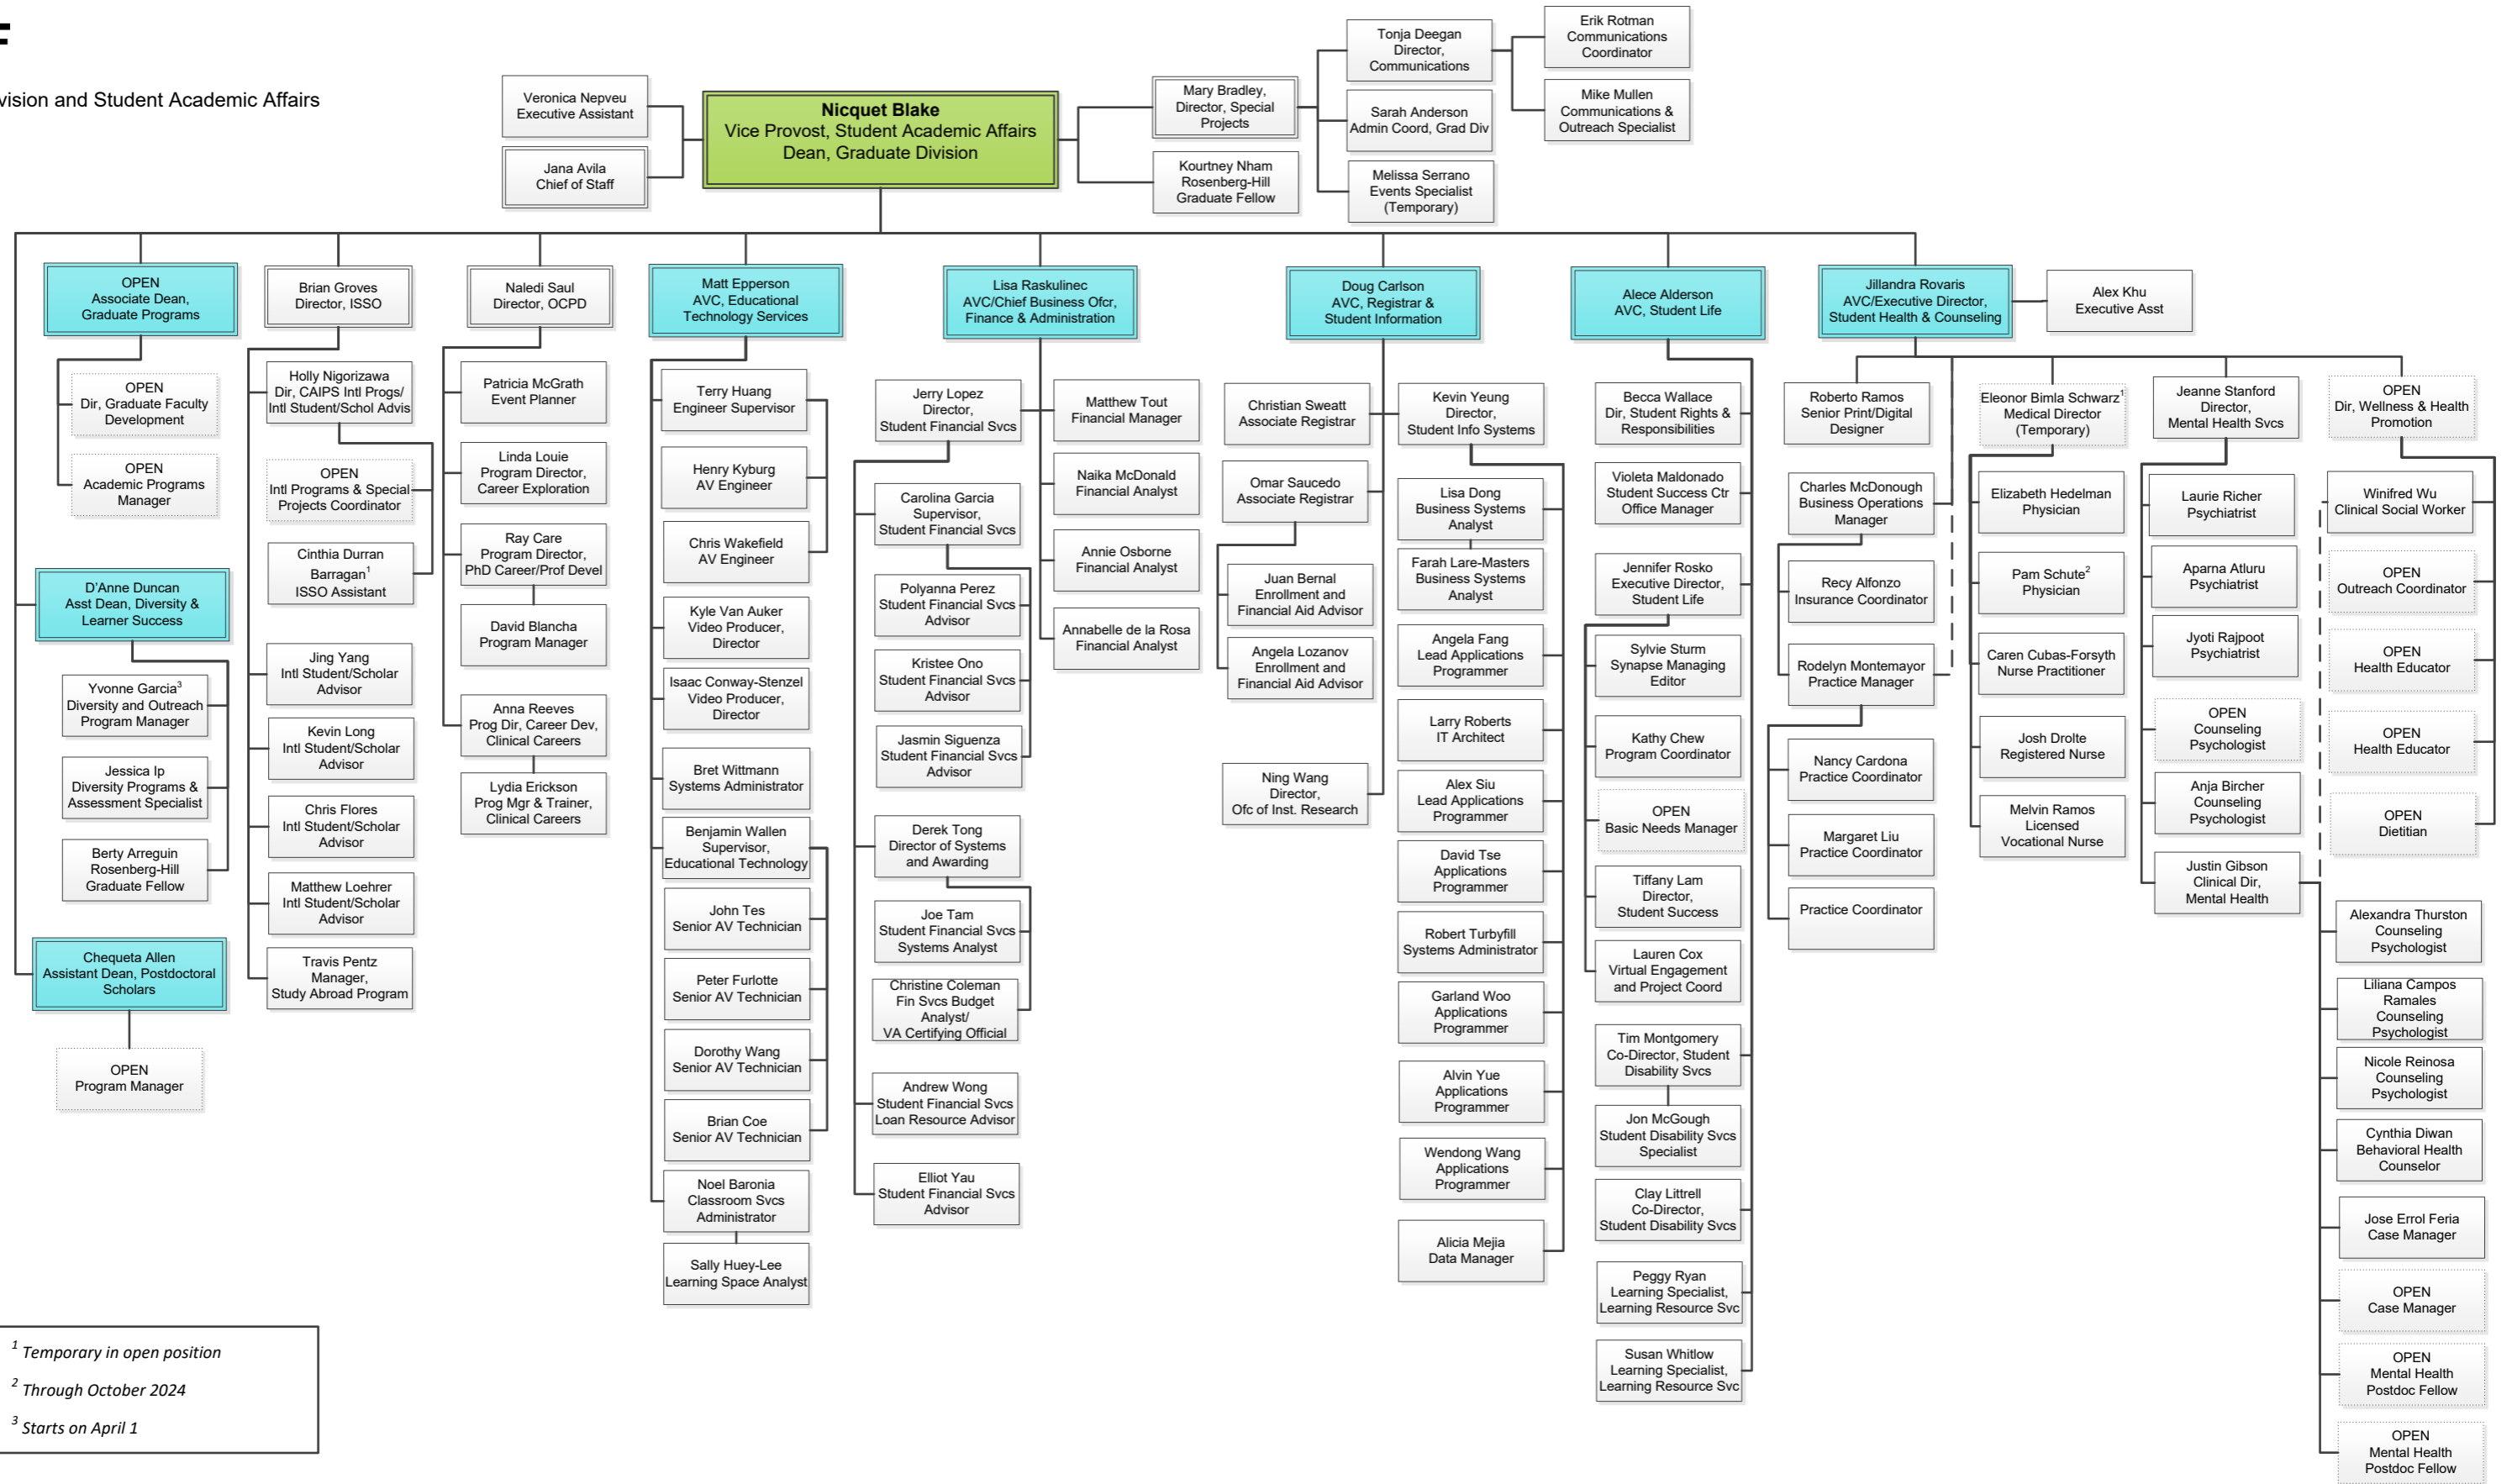 vision and Student Academic Affairs
Veronica Nepveu
Executive Assistant
Jana Avila
Chief of Staff
Nicquet Blake
Vice Provost, Student Academic Affairs
Dean, Graduate Division
Mary Bradley,
Director, Special
Projects
Kourtney Nham
Rosenberg-Hill
Graduate Fellow
Tonja Deegan
Director,
Communications
Sarah Anderson
Admin Coord, Grad Div
Melissa Serrano
Events Specialist
(Temporary)
Erik Rotman
Communications
Coordinator
Mike Mullen
Communications &
Outreach Specialist
OPEN
Associate Dean,
Graduate Programs
OPEN
Dir, Graduate Faculty
Development
OPEN
Academic Programs
Manager
D'Anne Duncan
Asst Dean, Diversity &
Learner Success
Yvonne Garcia³
Diversity and Outreach
Program Manager
Jessica Ip
Diversity Programs &
Assessment Specialist
Berty Arreguin
Rosenberg-Hill
Graduate Fellow
Chequeta Allen
Assistant Dean, Postdoctoral
Scholars
OPEN
Program Manager
Brian Groves
Director, ISSO
Holly Nigorizawa
Dir, CAIPS Intl Progs/
Intl Student/Schol Advis
OPEN
Intl Programs & Special
Projects Coordinator
Cinthia Durran
Barragan¹
ISSO Assistant
Jing Yang
Intl Student/Scholar
Advisor
Kevin Long
Intl Student/Scholar
Advisor
Chris Flores
Intl Student/Scholar
Advisor
Matthew Loehrer
Intl Student/Scholar
Advisor
Travis Pentz
Manager,
Study Abroad Program
Naledi Saul
Director, OCPD
Patricia McGrath
Event Planner
Linda Louie
Program Director,
Career Exploration
Ray Care
Program Director,
PhD Career/Prof Devel
David Blancha
Program Manager
Anna Reeves
Prog Dir, Career Dev,
Clinical Careers
Lydia Erickson
Prog Mgr & Trainer,
Clinical Careers
Matt Epperson
AVC, Educational
Technology Services
Terry Huang
Engineer Supervisor
Henry Kyburg
AV Engineer
Chris Wakefield
AV Engineer
Kyle Van Auker
Video Producer,
Director
Isaac Conway-Stenzel
Video Producer,
Director
Bret Wittmann
Systems Administrator
Benjamin Wallen
Supervisor,
Educational Technology
John Tes
Senior AV Technician
Peter Furlotte
Senior AV Technician
Dorothy Wang
Senior AV Technician
Brian Coe
Senior AV Technician
Noel Baronia
Classroom Svcs
Administrator
Sally Huey-Lee
Learning Space Analyst
Lisa Raskulinec
AVC/Chief Business Ofcr,
Finance & Administration
Jerry Lopez
Director,
Student Financial Svcs
Carolina Garcia
Supervisor,
Student Financial Svcs
Polyanna Perez
Student Financial Svcs
Advisor
Kristee Ono
Student Financial Svcs
Advisor
Jasmin Siguenza
Student Financial Svcs
Advisor
Derek Tong
Director of Systems
and Awarding
Joe Tam
Student Financial Svcs
Systems Analyst
Christine Coleman
Fin Svcs Budget
Analyst/
VA Certifying Official
Andrew Wong
Student Financial Svcs
Loan Resource Advisor
Elliot Yau
Student Financial Svcs
Advisor
Matthew Tout
Financial Manager
Naika McDonald
Financial Analyst
Annie Osborne
Financial Analyst
Annabelle de la Rosa
Financial Analyst
Doug Carlson
AVC, Registrar &
Student Information
Christian Sweatt
Associate Registrar
Omar Saucedo
Associate Registrar
Juan Bernal
Enrollment and
Financial Aid Advisor
Angela Lozanov
Enrollment and
Financial Aid Advisor
Ning Wang
Director,
Ofc of Inst. Research
Kevin Yeung
Director,
Student Info Systems
Lisa Dong
Business Systems
Analyst
Farah Lare-Masters
Business Systems
Analyst
Angela Fang
Lead Applications
Programmer
Larry Roberts
IT Architect
Alex Siu
Lead Applications
Programmer
David Tse
Applications
Programmer
Robert Turbyfill
Systems Administrator
Garland Woo
Applications
Programmer
Alvin Yue
Applications
Programmer
Wendong Wang
Applications
Programmer
Alicia Mejia
Data Manager
Alece Alderson
AVC, Student Life
Becca Wallace
Dir, Student Rights &
Responsibilities
Violeta Maldonado
Student Success Ctr
Office Manager
Jennifer Rosko
Executive Director,
Student Life
Sylvie Sturm
Synapse Managing
Editor
Kathy Chew
Program Coordinator
OPEN
Basic Needs Manager
Tiffany Lam
Director,
Student Success
Lauren Cox
Virtual Engagement
and Project Coord
Tim Montgomery
Co-Director, Student
Disability Svcs
Jon McGough
Student Disability Svcs
Specialist
Clay Littrell
Co-Director,
Student Disability Svcs
Peggy Ryan
Learning Specialist,
Learning Resource Svc
Susan Whitlow
Learning Specialist,
Learning Resource Svc
Jillandra Rovaris
AVC/Executive Director,
Student Health & Counseling
Alex Khu
Executive Asst
Roberto Ramos
Senior Print/Digital
Designer
Charles McDonough
Business Operations
Manager
Recy Alfonzo
Insurance Coordinator
Rodelyn Montemayor
Practice Manager
Nancy Cardona
Practice Coordinator
Margaret Liu
Practice Coordinator
Practice Coordinator
Eleonor Bimla Schwarz¹
Medical Director
(Temporary)
Elizabeth Hedelman
Physician
Pam Schute²
Physician
Caren Cubas-Forsyth
Nurse Practitioner
Josh Drolte
Registered Nurse
Melvin Ramos
Licensed
Vocational Nurse
Jeanne Stanford
Director,
Mental Health Svcs
Laurie Richer
Psychiatrist
Aparna Atluru
Psychiatrist
Jyoti Rajpoot
Psychiatrist
OPEN
Counseling
Psychologist
Anja Bircher
Counseling
Psychologist
Justin Gibson
Clinical Dir,
Mental Health
OPEN
Dir, Wellness & Health
Promotion
Winifred Wu
Clinical Social Worker
OPEN
Outreach Coordinator
OPEN
Health Educator
OPEN
Health Educator
OPEN
Dietitian
Alexandra Thurston
Counseling
Psychologist
Liliana Campos
Ramales
Counseling
Psychologist
Nicole Reinosa
Counseling
Psychologist
Cynthia Diwan
Behavioral Health
Counselor
Jose Errol Feria
Case Manager
OPEN
Case Manager
OPEN
Mental Health
Postdoc Fellow
OPEN
Mental Health
Postdoc Fellow
¹ Temporary in open position
² Through October 2024
³ Starts on April 1